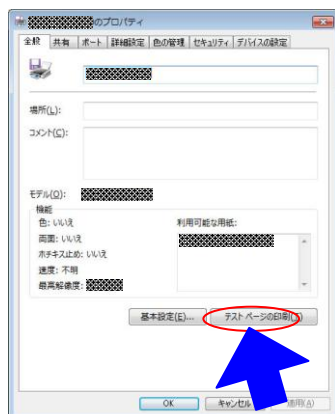 のプロパティ
全般 共有 ポート 詳細設定 色の管理 セキュリティ デバイスの設定
場所(L):
コメント(C):
モデル(O):
機能
色: いいえ 利用可能な用紙:
両面: いいえ
ホチキス止め: いいえ
速度: 不明
最高解像度:
基本設定(E)... テスト ページの印刷(T)
OK キャンセル 適用(A)